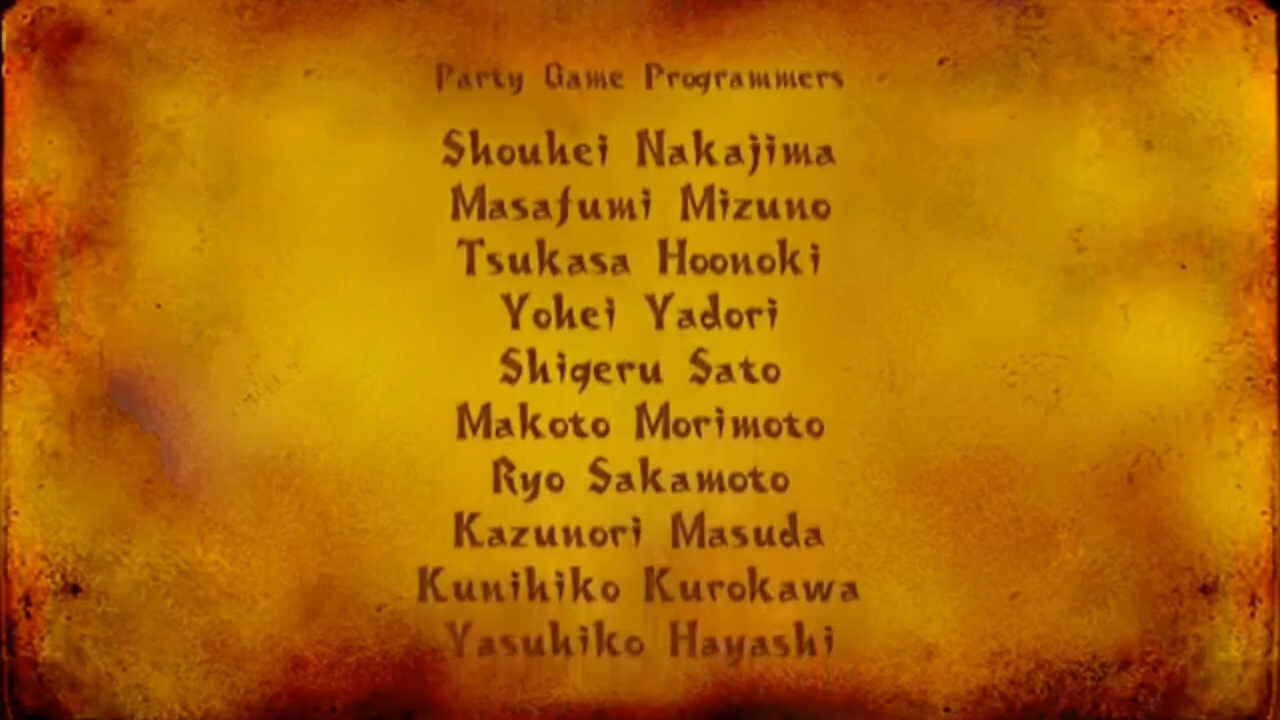 Party Game Programmers
Shouhei Nakajima
Masafumi Mizuno
Tsukasa Hoonoki
Yohei Yadori
Shigeru Sato
Makoto Morimoto
Ryo Sakamoto
Kazunori Masuda
Kunihiko Kurokawa
Yasuhiko Hayashi